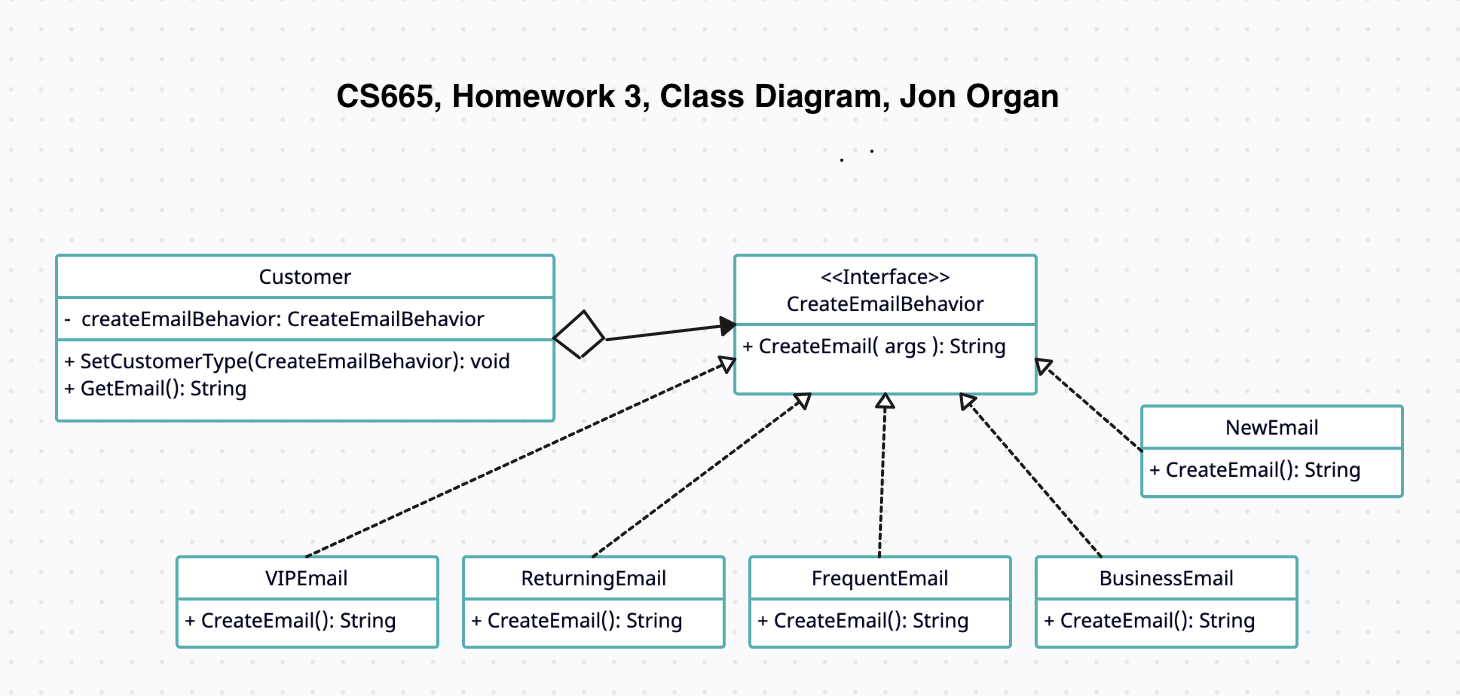 CS665, Homework 3, Class Diagram, Jon Organ
Customer
- createEmailBehavior: CreateEmailBehavior
+ SetCustomerType(CreateEmailBehavior): void
+ GetEmail(): String
<<Interface>>
CreateEmailBehavior
+ CreateEmail( args ): String
NewEmail
+ CreateEmail(): String
VIPEmail
+ CreateEmail(): String
ReturningEmail
+ CreateEmail(): String
FrequentEmail
+ CreateEmail(): String
BusinessEmail
+ CreateEmail(): String